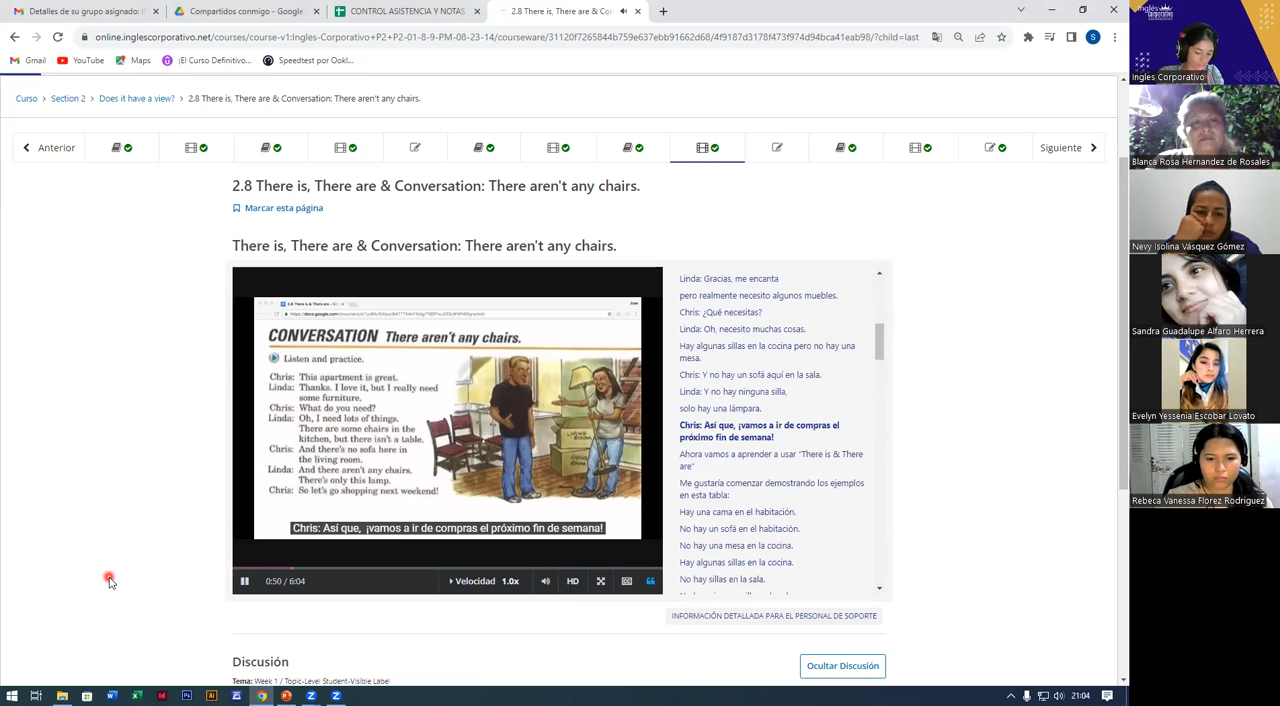 Detalles de su grupo asignado: I
Compartidos conmigo - Google
CONTROL ASISTENCIA Y NOTAS
2.8 There is, There are & Con
online.inglescorporativo.net/courses/course-v1:Ingles-Corporativo+P2+P2-01-8-9-PM-02-23-14/courseware/31120f7265844b759e637ebb91662d68/4f9187d3178f473f974d94bca41eab98/?child=last
Gmail
YouTube
Maps
¡El Curso Definitivo...
Speedtest por Ookl...
Curso > Section 2 > Does it have a view? > 2.8 There is, There are & Conversation: There aren't any chairs.
Anterior
Siguiente
2.8 There is, There are & Conversation: There aren't any chairs.
Marcar esta página
There is, There are & Conversation: There aren't any chairs.
CONVERSATION There aren't any chairs.
Listen and practice.
Chris: This apartment is great.
Linda: Thanks. I love it, but I really need
some furniture.
Chris: What do you need?
Linda: Oh, I need lots of things.
There are some chairs in the
kitchen, but there isn't a table.
Chris: And there's no sofa here in
the living room.
Linda: And there aren't any chairs.
There's only this lamp.
Chris: So let's go shopping next weekend!
LIVING
ROOM
Chris: Así que, ¡vamos a ir de compras el próximo fin de semana!
0:50 / 6:04
Velocidad 1.0x
HD
Linda: Gracias, me encanta
pero realmente necesito algunos muebles.
Chris: ¿Qué necesitas?
Linda: Oh, necesito muchas cosas.
Hay algunas sillas en la cocina pero no hay una
mesa.
Chris: Y no hay un sofá aquí en la sala.
Linda: Y no hay ninguna silla,
solo hay una lámpara.
Chris: Así que, ¡vamos a ir de compras el
próximo fin de semana!
Ahora vamos a aprender a usar "There is & There
are"
Me gustaría comenzar demostrando los ejemplos
en esta tabla:
Hay una cama en el habitación.
No hay un sofá en el habitación.
No hay una mesa en la cocina.
Hay algunas sillas en la cocina.
No hay sillas en la sala.
INFORMACIÓN DETALLADA PARA EL PERSONAL DE SOPORTE
Discusión
Ocultar Discusión
Tema: Week 1 / Topic-Level Student-Visible Label
Ingles Corporativo
Blanca Rosa Hernandez de Rosales
Nevy Isolina Vásquez Gómez
Sandra Guadalupe Alfaro Herrera
Evelyn Yessenia Escobar Lovato
Rebeca Vanessa Florez Rodriguez
21:04